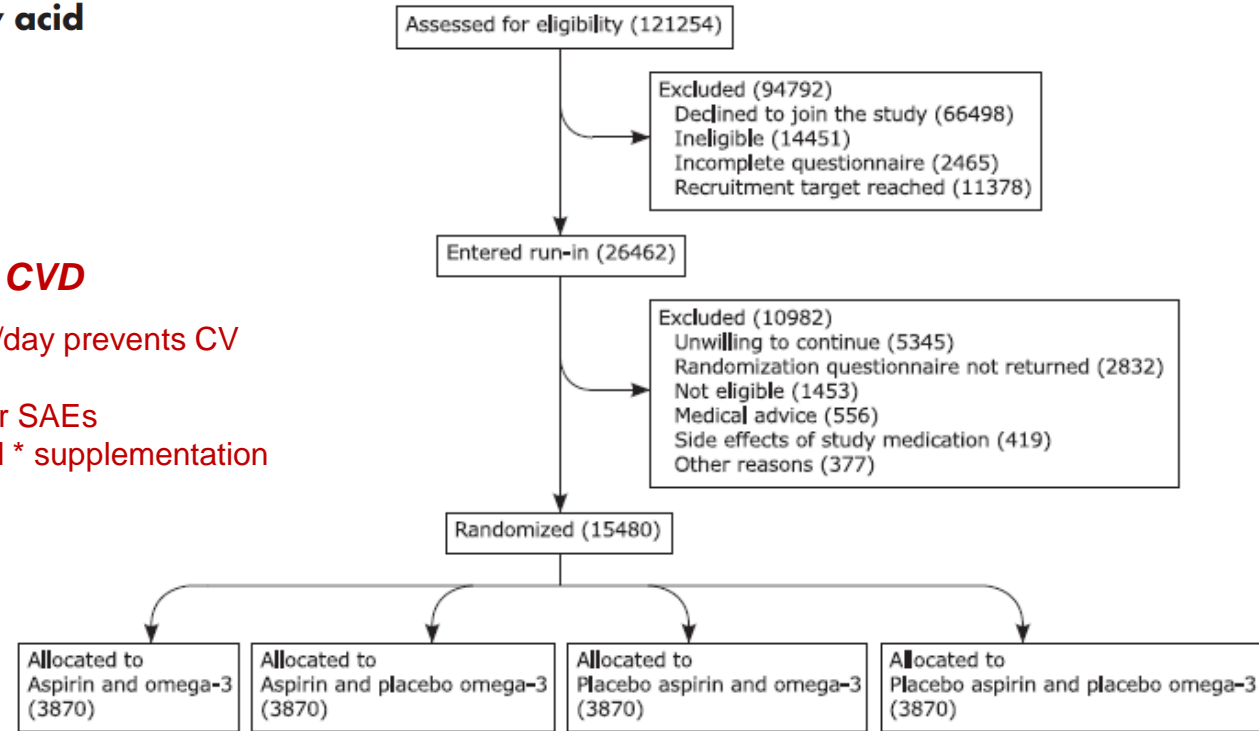 acid
Assessed for eligibility (121254)
Excluded (94792)
Declined to join the study (66498)
Ineligible (14451)
Incomplete questionnaire (2465)
Recruitment target reached (11378)
Entered run-in (26462)
CVD
/day prevents CV
r SAEs
l * supplementation
Excluded (10982)
Unwilling to continue (5345)
Randomization questionnaire not returned (2832)
Not eligible (1453)
Medical advice (556)
Side effects of study medication (419)
Other reasons (377)
Randomized (15480)
Allocated to
Aspirin and omega-3
(3870)
Allocated to
Aspirin and placebo omega-3
(3870)
Allocated to
Placebo aspirin and omega-3
(3870)
Allocated to
Placebo aspirin and placebo omega-3
(3870)